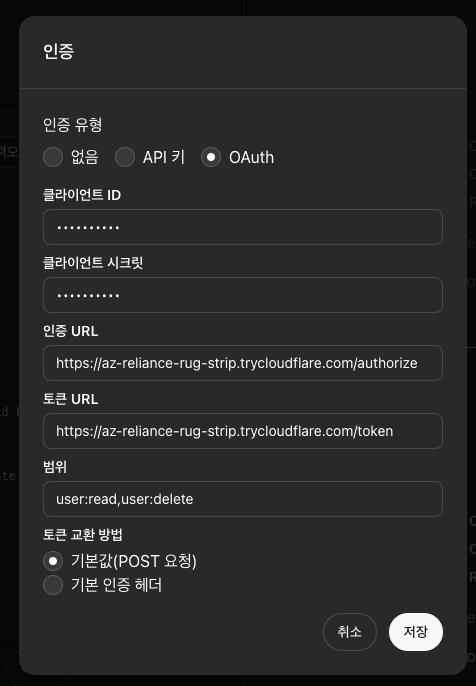 인증
인증 유형
없음 API 키 OAuth
클라이언트 ID
••••••••••
클라이언트 시크릿
••••••••••
인증 URL
https://az-reliance-rug-strip.trycloudflare.com/authorize
토큰 URL
https://az-reliance-rug-strip.trycloudflare.com/token
범위
user:read,user:delete
토큰 교환 방법
기본값(POST 요청)
기본 인증 헤더
취소 저장